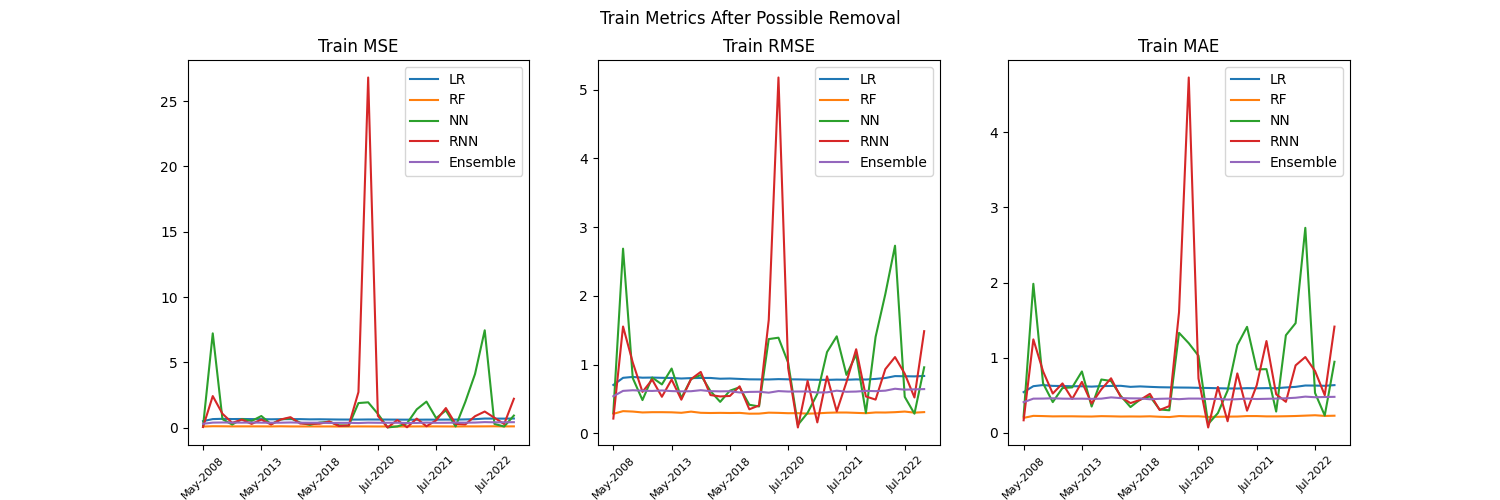 Train Metrics After Possible Removal
Train MSE
25
20
15
10
5
0
LR
RF
NN
RNN
Ensemble
May-2008
May-2013
May-2018
Jul-2020
Jul-2021
Jul-2022
Train RMSE
5
4
3
2
1
0
LR
RF
NN
RNN
Ensemble
May-2008
May-2013
May-2018
Jul-2020
Jul-2021
Jul-2022
Train MAE
4
3
2
1
0
LR
RF
NN
RNN
Ensemble
May-2008
May-2013
May-2018
Jul-2020
Jul-2021
Jul-2022